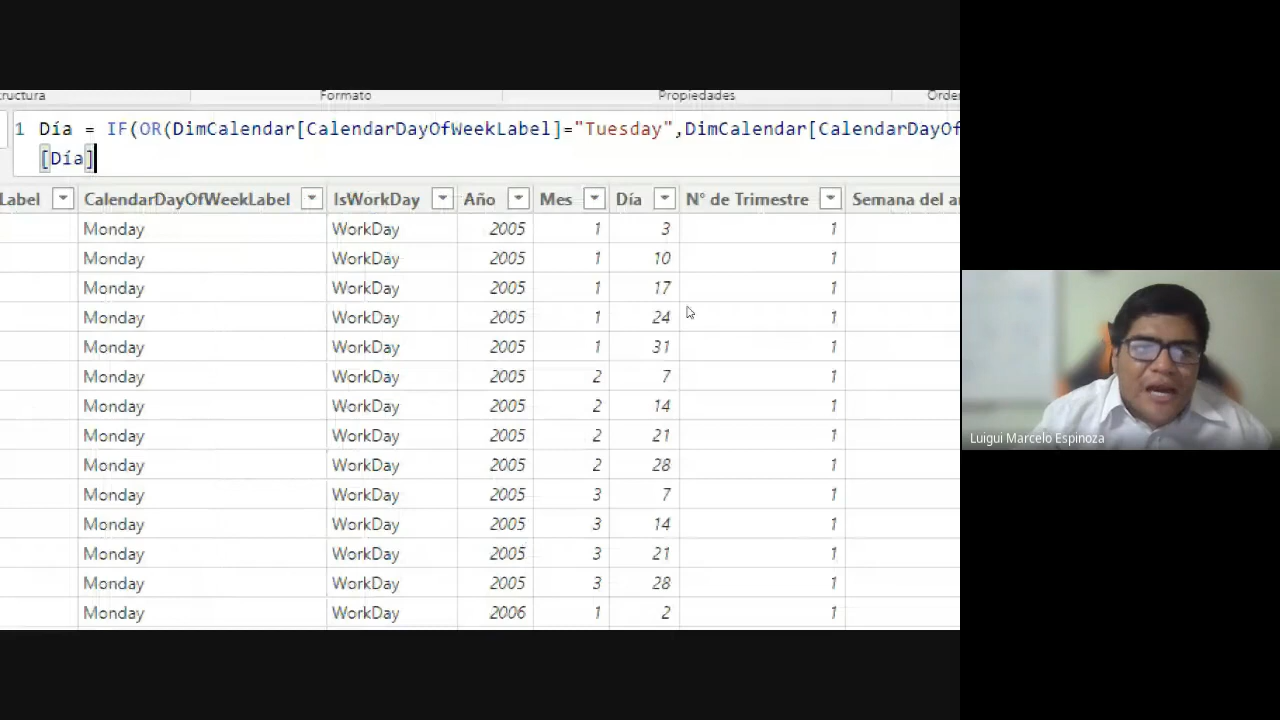 ructura Formato Propiedades Orden
1 Día = IF(OR(DimCalendar[CalendarDayOfWeekLabel]="Tuesday",DimCalendar[CalendarDayOf
[Día]
Label CalendarDayOfWeekLabel IsWorkDay Año Mes Día N° de Trimestre Semana del a
Monday WorkDay 2005 1 3 1
Monday WorkDay 2005 1 10 1
Monday WorkDay 2005 1 17 1
Monday WorkDay 2005 1 24 1
Monday WorkDay 2005 1 31 1
Monday WorkDay 2005 2 7 1
Monday WorkDay 2005 2 14 1
Monday WorkDay 2005 2 21 1
Monday WorkDay 2005 2 28 1
Monday WorkDay 2005 3 7 1
Monday WorkDay 2005 3 14 1
Monday WorkDay 2005 3 21 1
Monday WorkDay 2005 3 28 1
Monday WorkDay 2006 1 2 1
Luigui Marcelo Espinoza